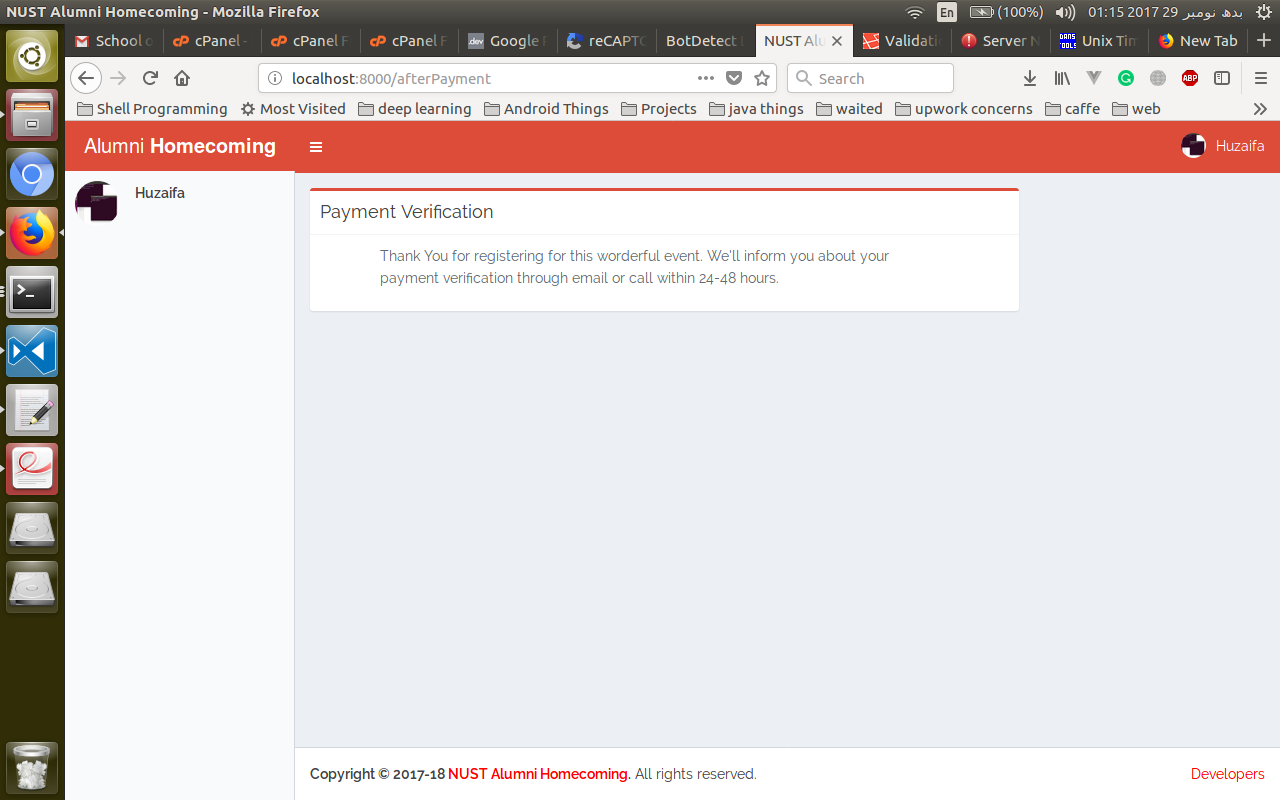 NUST Alumni Homecoming - Mozilla Firefox
En
(100%)
01:15 2017 بدھ نومبر 29
School
cPanel -
cPanel F
cPanel F
.dev Google
reCAPTC
BotDetect
NUST Alu
Validati
DANS TOOLS Unix Tim
Server N
New Tab
localhost:8000/afterPayment
Search
ABP
Shell Programming
Most Visited
deep learning
Android Things
Projects
java things
waited
upwork concerns
caffe
web
Alumni Homecoming
Huzaifa
Huzaifa
Payment Verification
Thank You for registering for this worderful event. We'll inform you about your
payment verification through email or call within 24-48 hours.
Copyright © 2017-18 NUST Alumni Homecoming. All rights reserved.
Developers